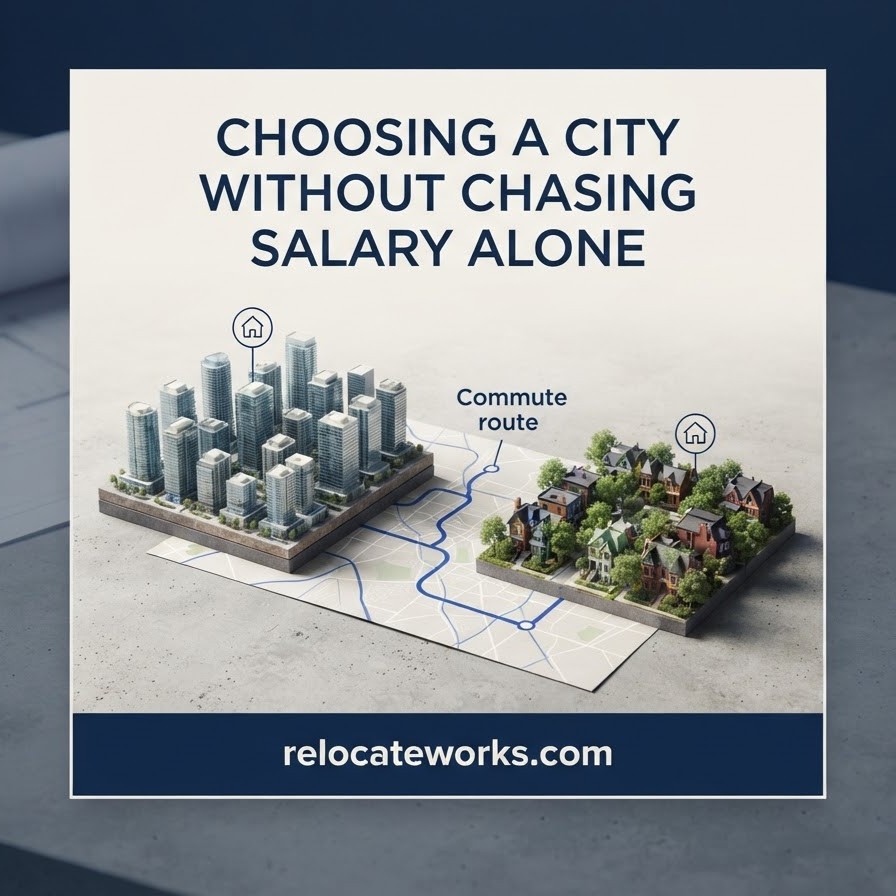 CHOOSING A CITY
WITHOUT CHASING
SALARY ALONE
Commute
route
relocateworks.com